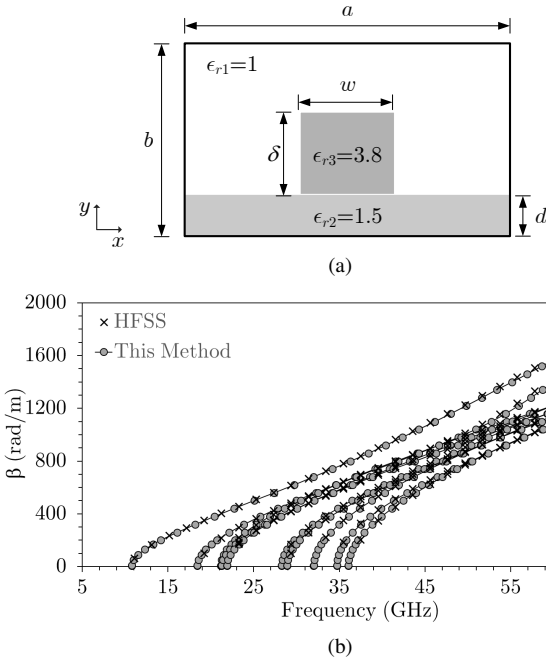 a
ϵr1=1
w
b
δ
ϵr3=3.8
y
x
ϵr2=1.5
d
(a)
2000
1600
1200
800
400
0
β (rad/m)
HFSS
This Method
5 15 25 35 45 55
Frequency (GHz)
(b)